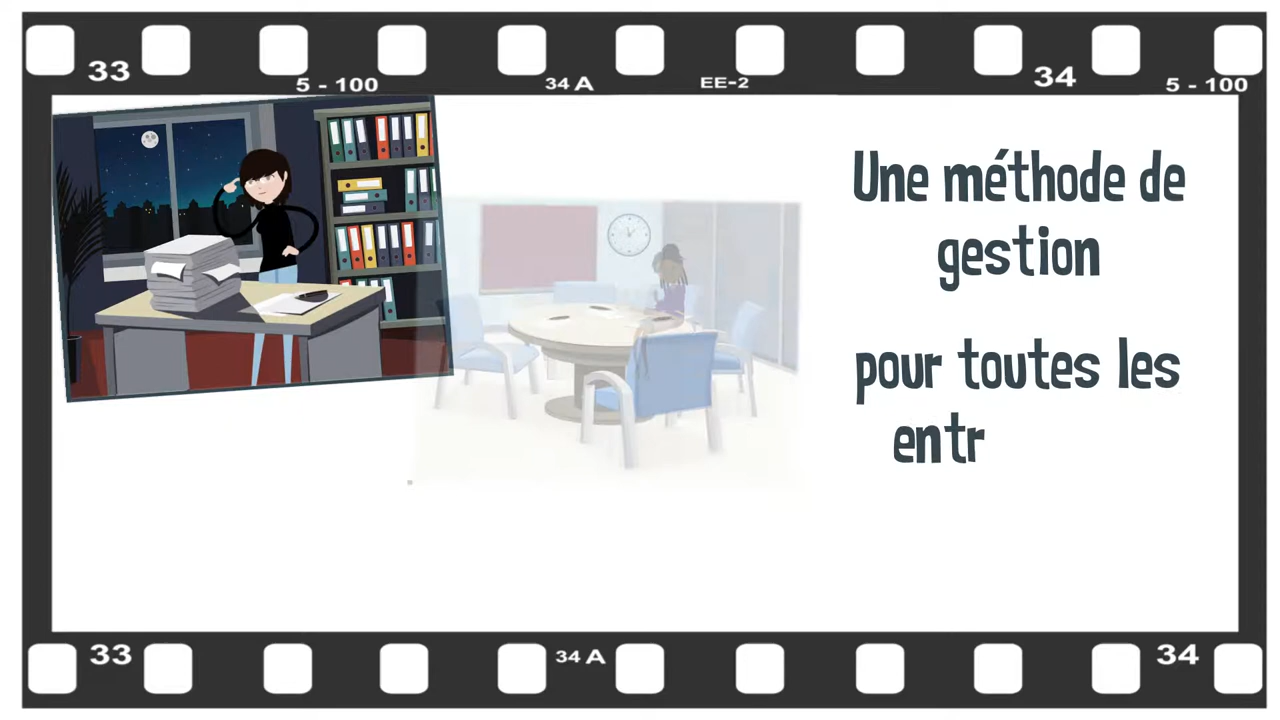 33
5 - 100
34 A
EE-2
34
5 - 100
Une méthode de
gestion
pour toutes les
entr
33
34 A
34